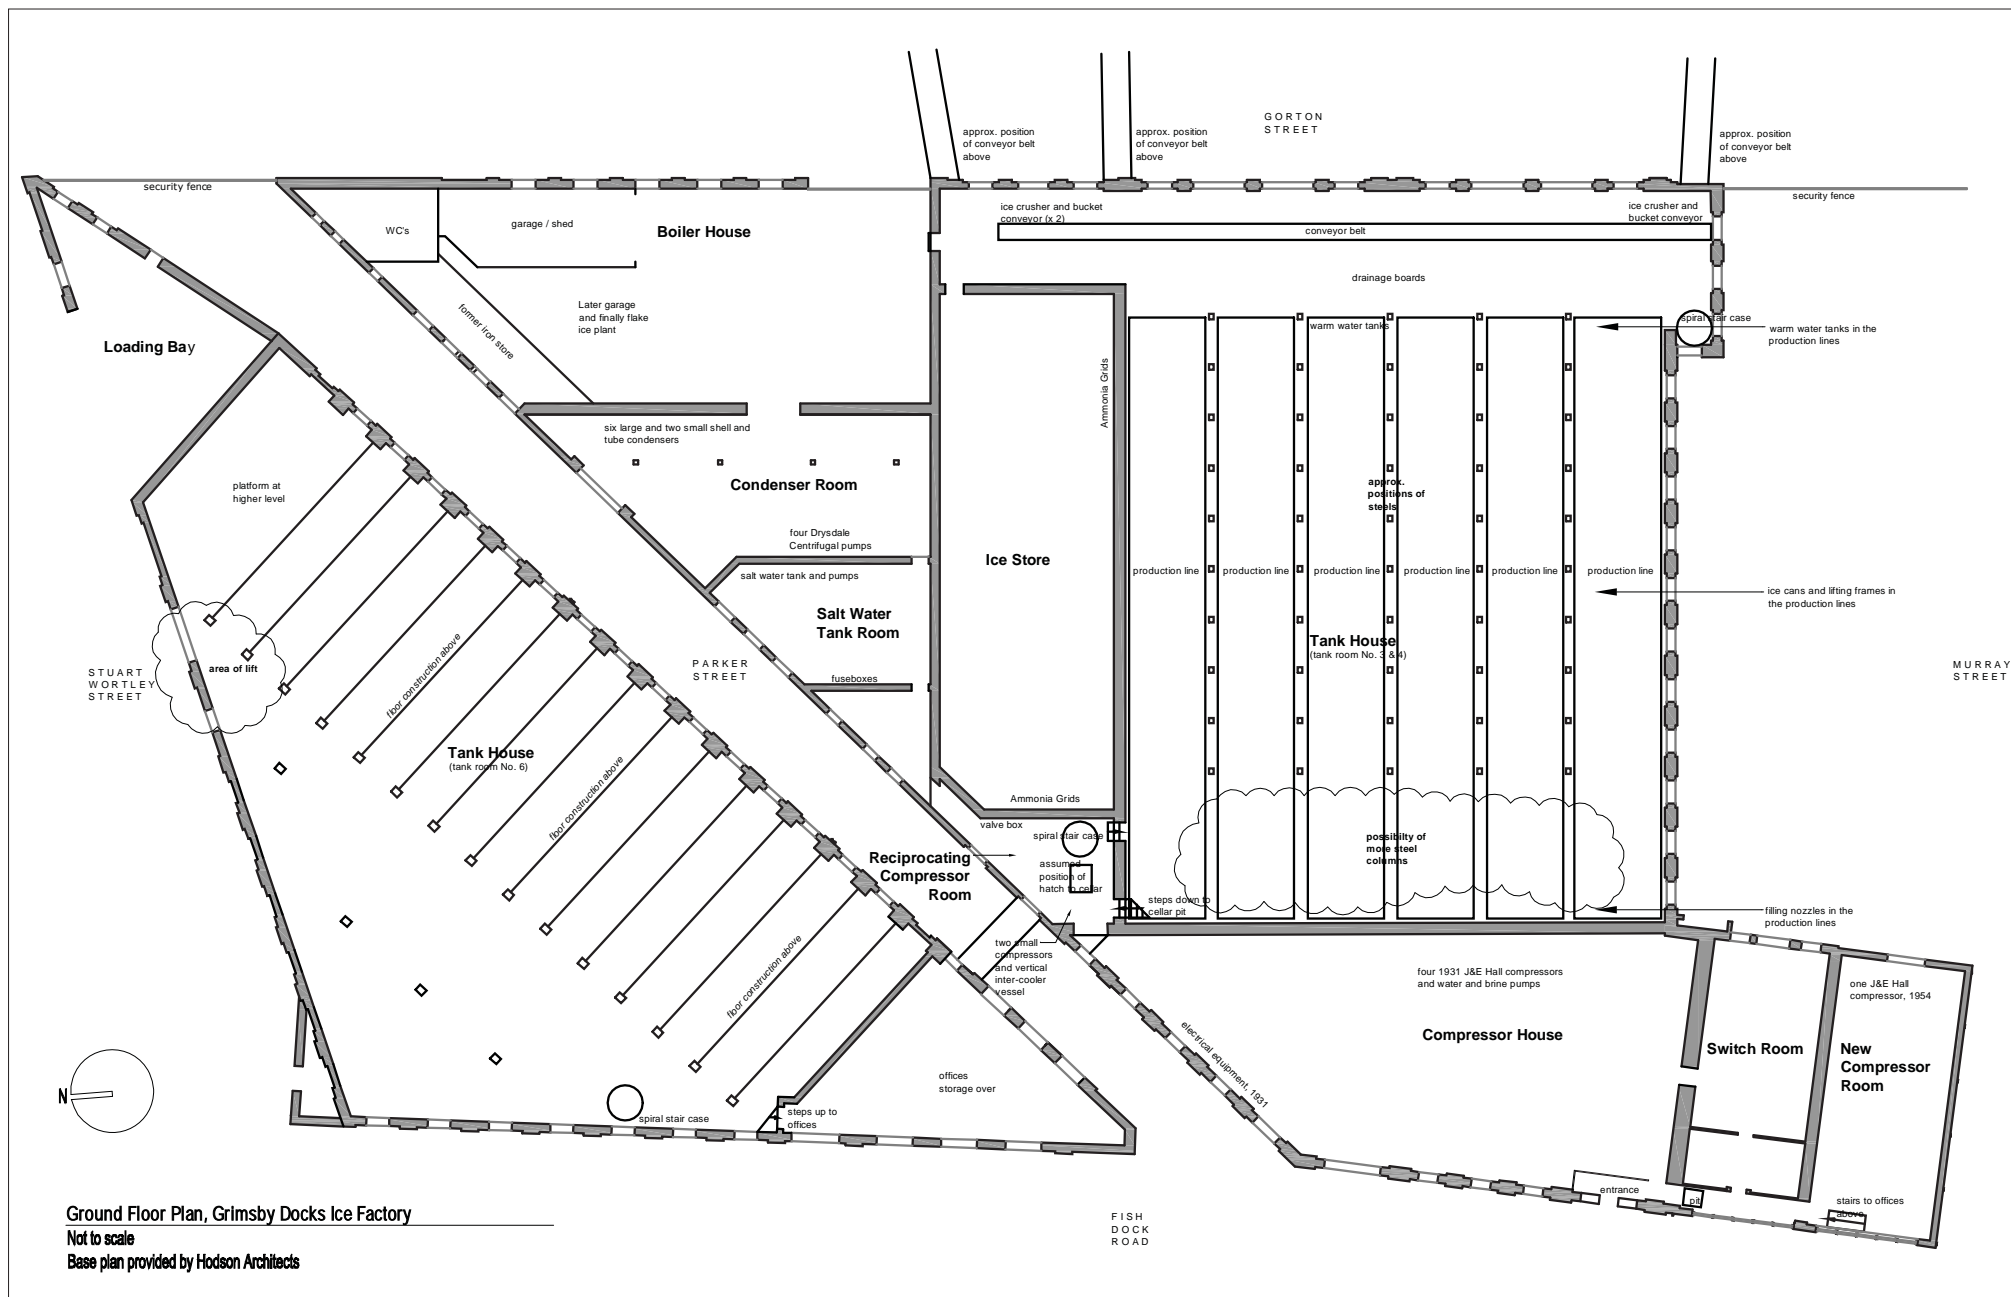 GORTON
STREET
approx. position
of conveyor belt
above
approx. position
of conveyor belt
above
approx. position
of conveyor belt
above
security fence
security fence
WC's
garage / shed
Boiler House
ice crusher and bucket
conveyor (x 2)
ice crusher and
bucket conveyor
conveyor belt
drainage boards
Later garage
and finally flake
ice plant
former iron store
Loading Bay
warm water tanks
spiral stair case
warm water tanks in the
production lines
Ammonia Grids
six large and two small shell and
tube condensers
platform at
higher level
Condenser Room
approx.
positions of
steels
four Drysdale
Centrifugal pumps
Ice Store
salt water tank and pumps
production line
production line
production line
production line
production line
production line
ice cans and lifting frames in
the production lines
Salt Water
Tank Room
Tank House
(tank room No. 3 & 4)
STUART
WORTLEY
STREET
area of lift
floor construction above
PARKER
STREET
fuseboxes
MURRAY
STREET
Tank House
(tank room No. 6)
floor construction above
Ammonia Grids
valve box
spiral stair case
possibilty of
more steel
columns
Reciprocating
Compressor
Room
assumed
position of
hatch to cellar
steps down to
cellar pit
filling nozzles in the
production lines
two small
compressors
and vertical
inter-cooler
vessel
floor construction above
four 1931 J&E Hall compressors
and water and brine pumps
one J&E Hall
compressor, 1954
electrical equipment, 1931
Compressor House
Switch Room
New
Compressor
Room
offices
storage over
N
spiral stair case
steps up to
offices
entrance
pit
stairs to offices
above
FISH
DOCK
ROAD
Ground Floor Plan, Grimsby Docks Ice Factory
Not to scale
Base plan provided by Hodson Architects